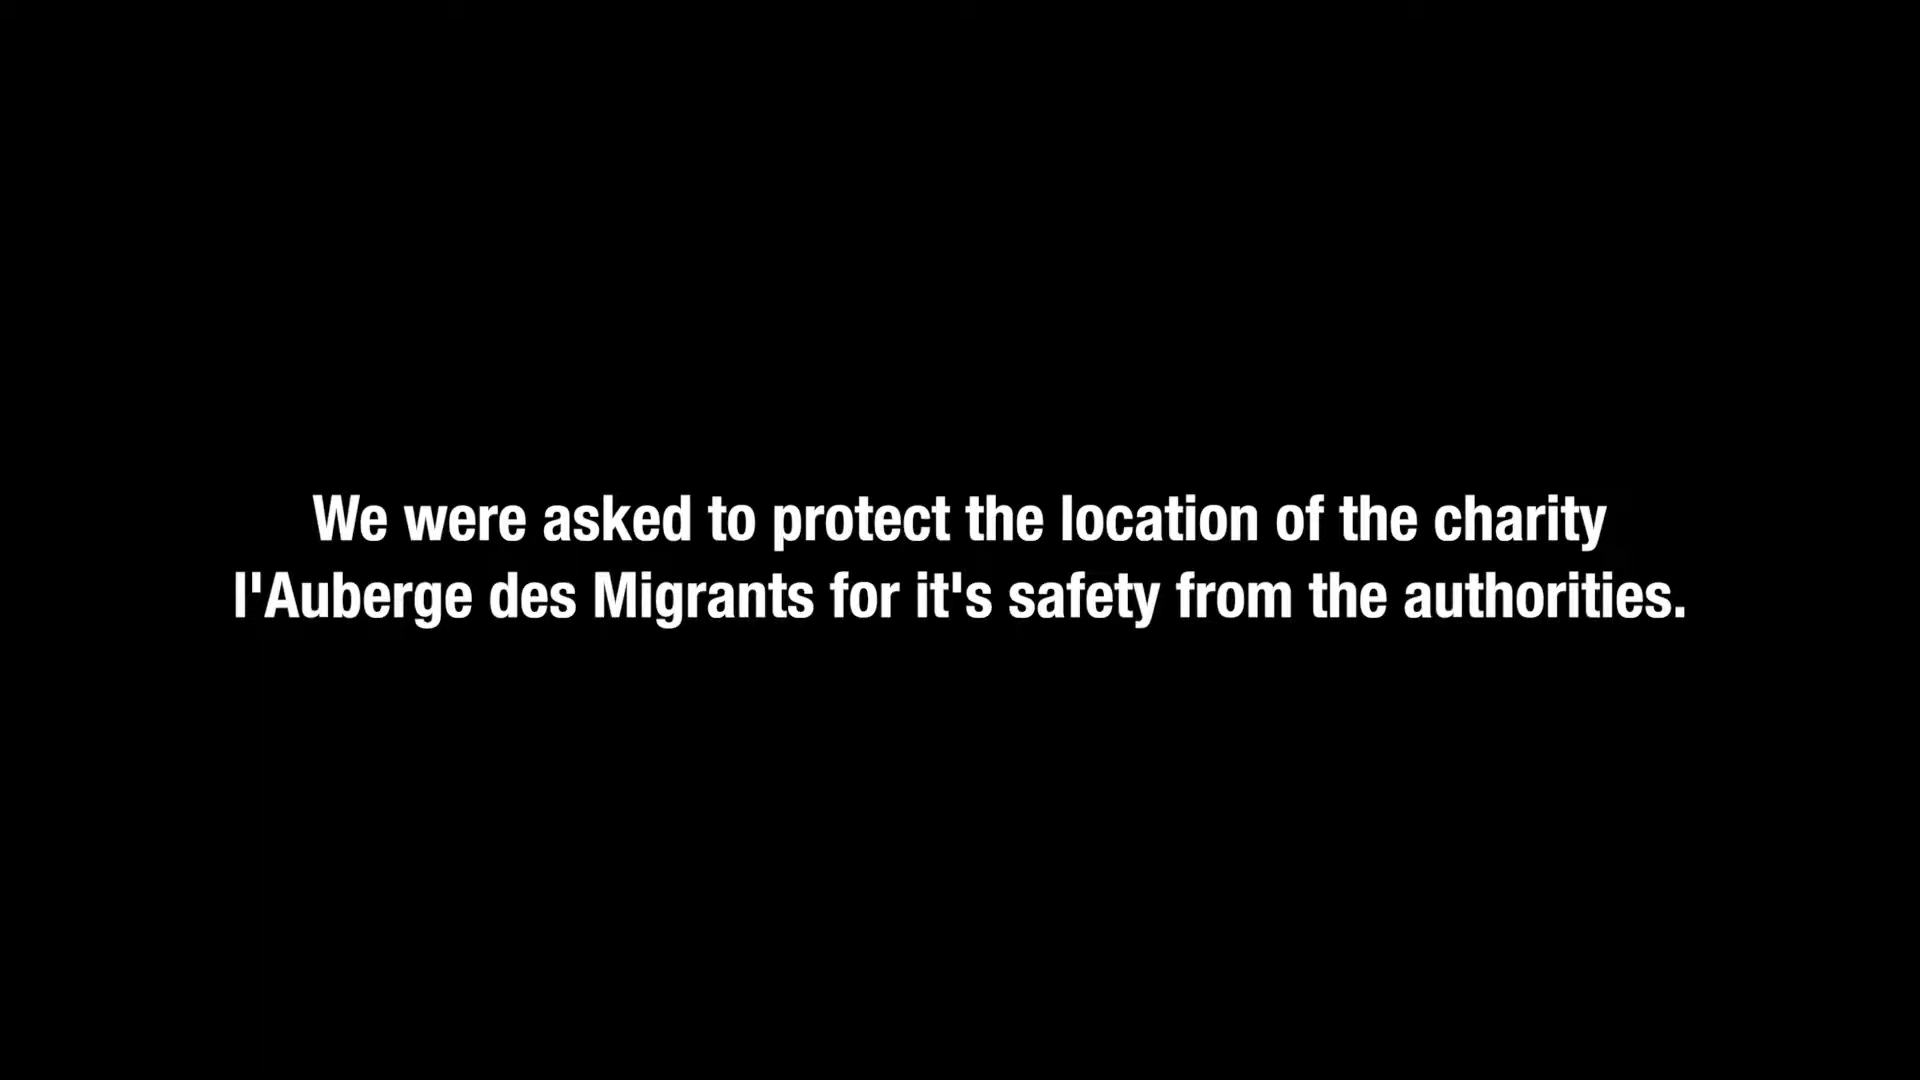 We were asked to protect the location of the charity
l'Auberge des Migrants for it's safety from the authorities.